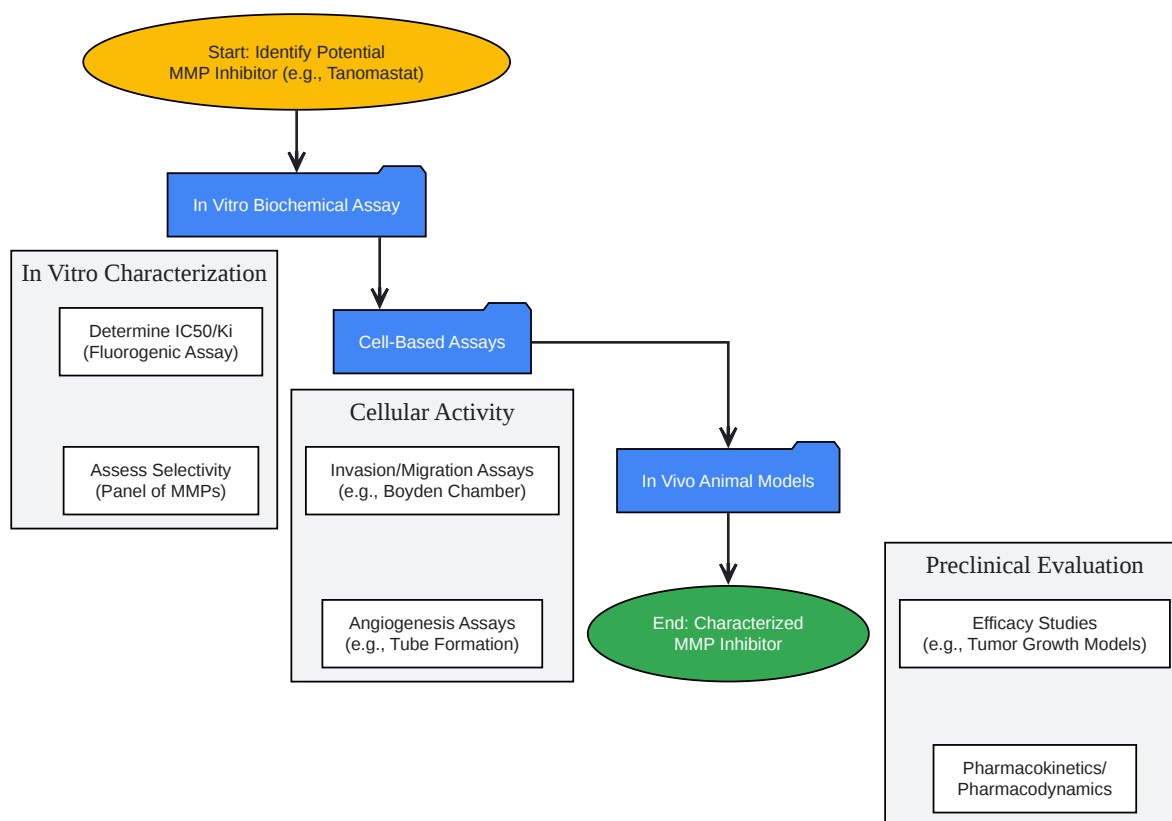 Start: Identify Potential
MMP Inhibitor (e.g., Tanomastat)
In Vitro Biochemical Assay
In Vitro Characterization
Determine IC50/Ki
(Fluorogenic Assay)
Assess Selectivity
(Panel of MMPs)
Cell-Based Assays
Cellular Activity
Invasion/Migration Assays
(e.g., Boyden Chamber)
Angiogenesis Assays
(e.g., Tube Formation)
In Vivo Animal Models
End: Characterized
MMP Inhibitor
Preclinical Evaluation
Efficacy Studies
(e.g., Tumor Growth Models)
Pharmacokinetics/
Pharmacodynamics